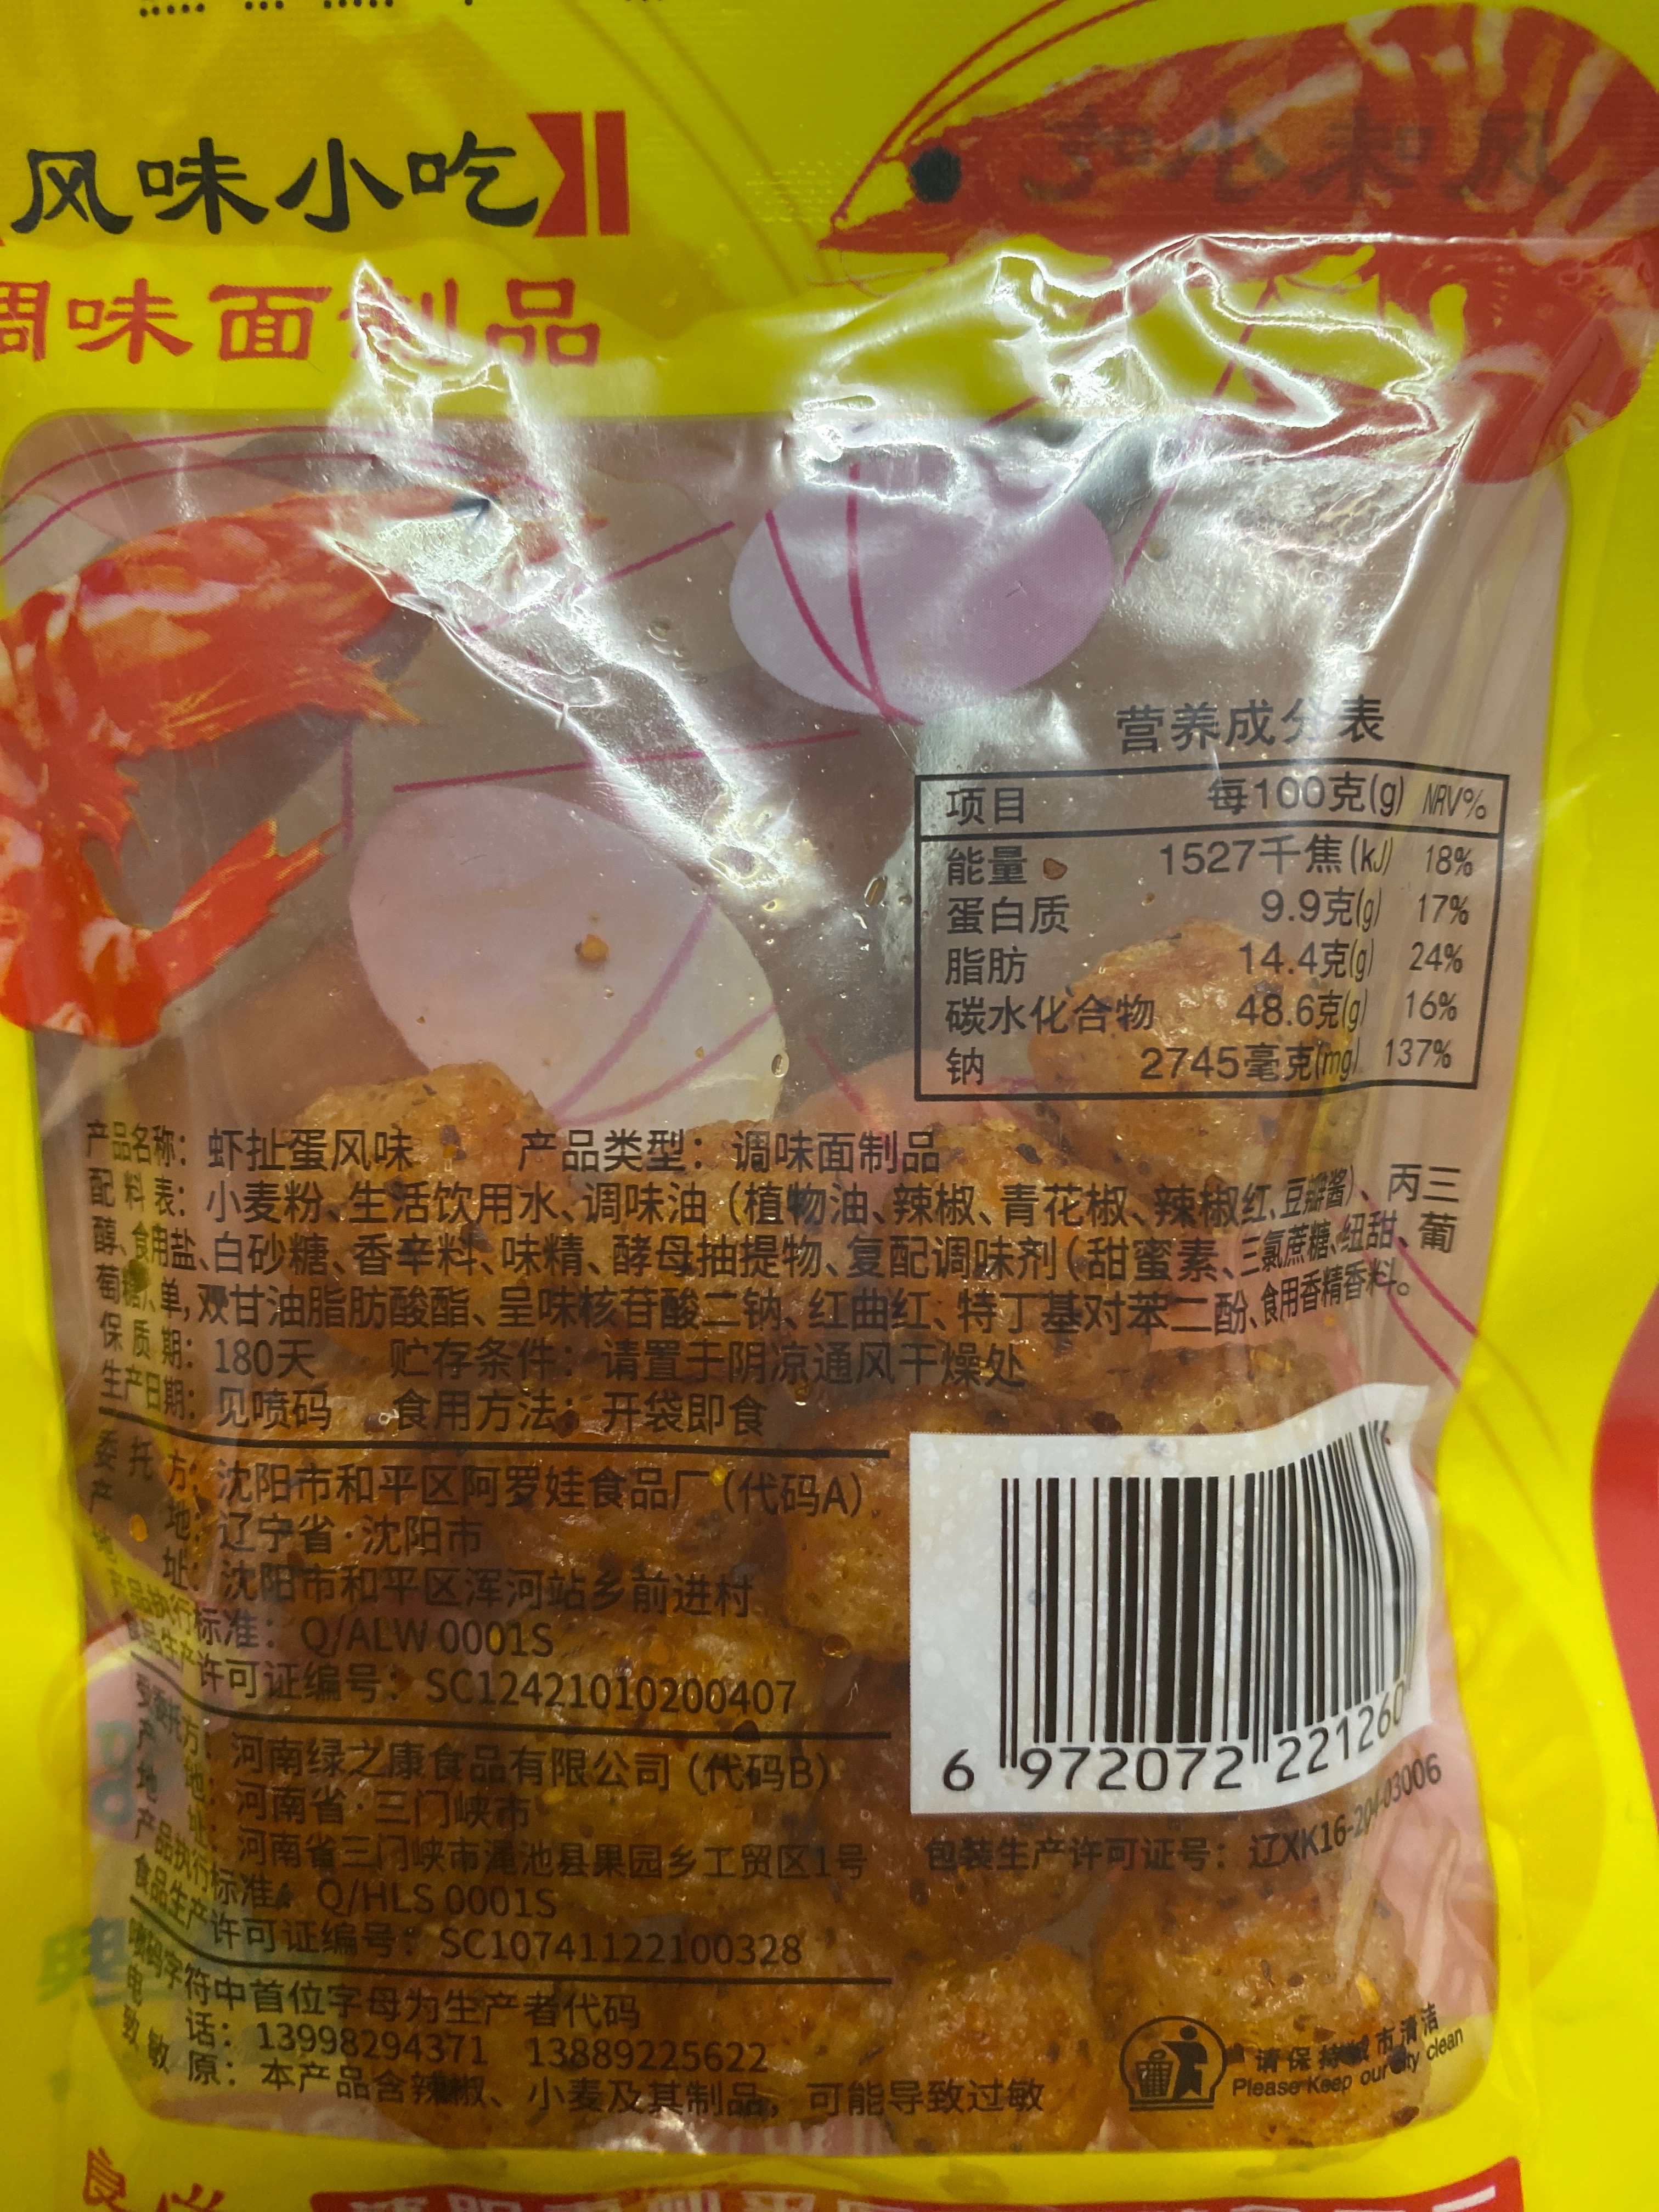 风味小吃
调味面制品
营养成分表
项目 每100克(g) NRV%
能量 1527千焦(kJ) 18%
蛋白质 9.9克(g) 17%
脂肪 14.4克(g) 24%
碳水化合物 48.6克(g) 16%
钠 2745毫克(mg) 137%
产品名称：虾扯蛋风味 产品类型：调味面制品
配料表：小麦粉、生活饮用水、调味油（植物油、辣椒、青花椒、辣椒红、豆瓣酱）、丙三
醇、食用盐、白砂糖、香辛料、味精、酵母抽提物、复配调味剂（甜蜜素、三氯蔗糖、纽甜、葡
萄糖）、单，双甘油脂肪酸酯、呈味核苷酸二钠、红曲红、特丁基对苯二酚、食用香精香料。
保质期：180天 贮存条件：请置于阴凉通风干燥处
生产日期：见喷码 食用方法：开袋即食
委托方：沈阳市和平区阿罗娃食品厂（代码A）
产地：辽宁省·沈阳市
地址：沈阳市和平区浑河站乡前进村
产品执行标准：Q/ALW 0001S
食品生产许可证编号：SC12421010200407
受委托方：河南绿之康食品有限公司（代码B）
产地：河南省·三门峡市
地址：河南省三门峡市渑池县果园乡工贸区1号
产品执行标准：Q/HLS 0001S
食品生产许可证编号：SC10741122100328
喷码字符中首位字母为生产者代码
电话：13998294371 13889225622
致敏原：本产品含辣椒、小麦及其制品，可能导致过敏
6 972072 221260
包装生产许可证号：辽XK16-204-03006
请保持城市清洁
Please Keep our city clean